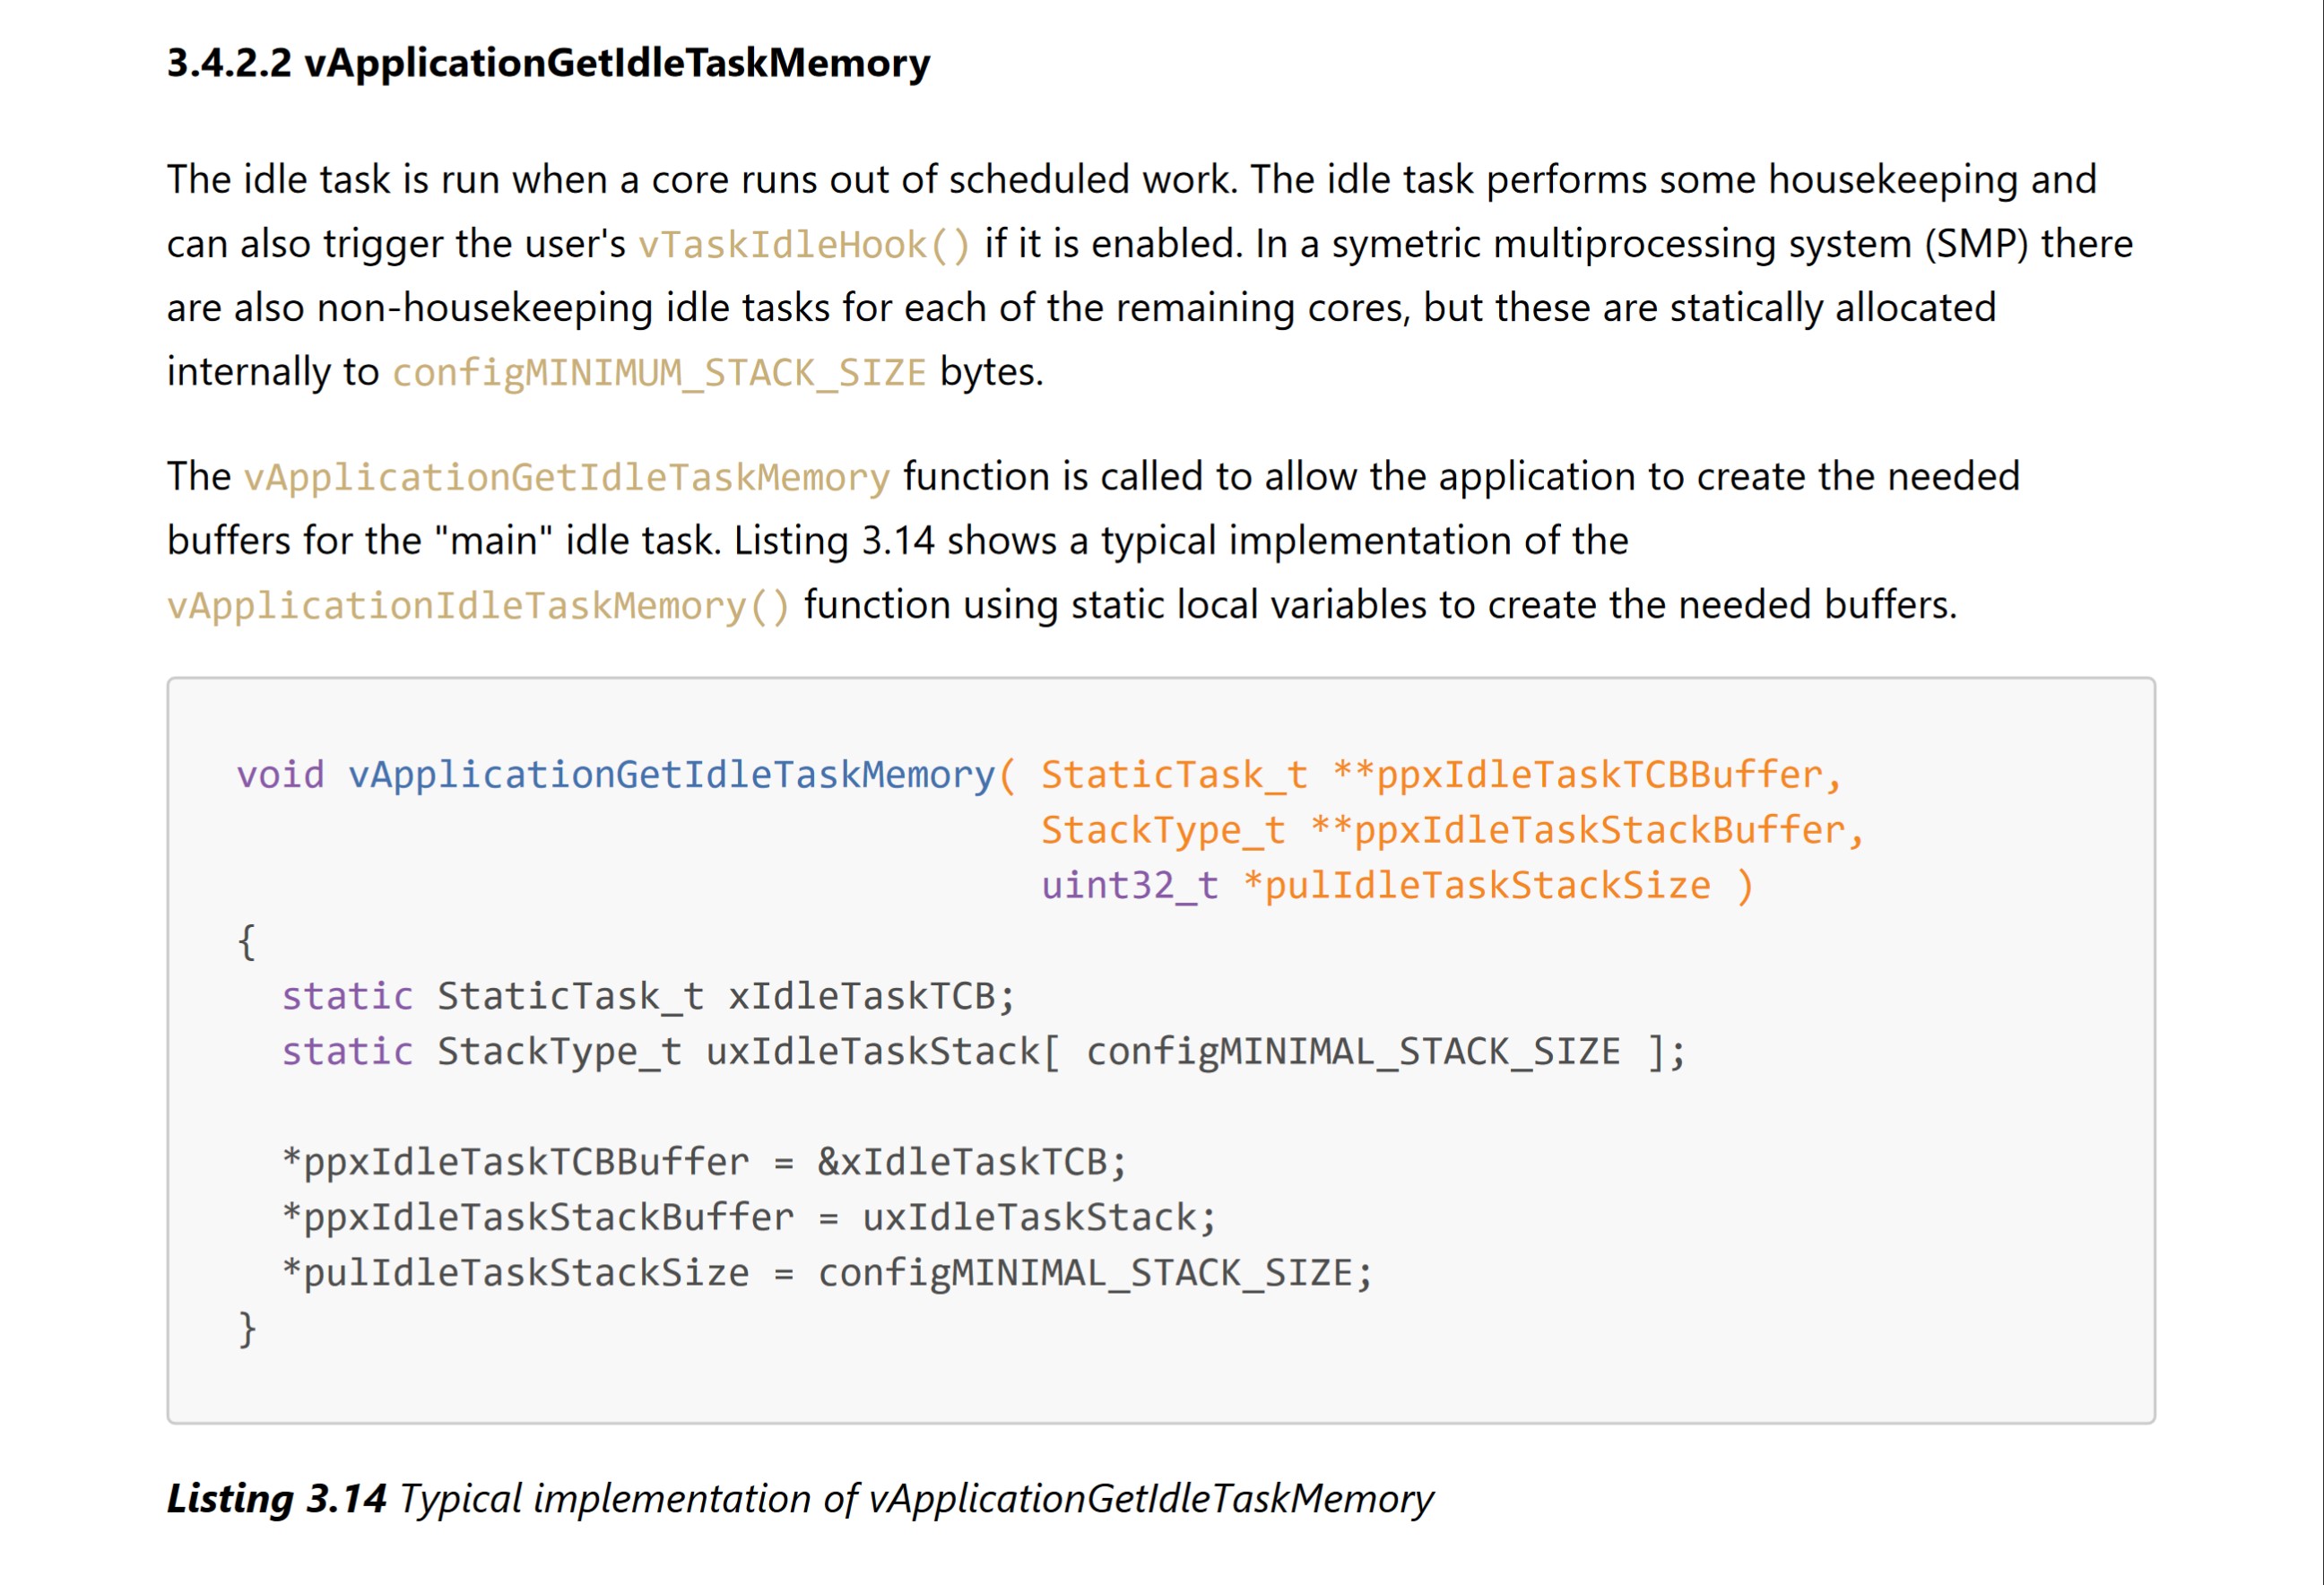 3.4.2.2 vApplicationGetIdleTaskMemory
The idle task is run when a core runs out of scheduled work. The idle task performs some housekeeping and
can also trigger the user's vTaskIdleHook() if it is enabled. In a symetric multiprocessing system (SMP) there
are also non-housekeeping idle tasks for each of the remaining cores, but these are statically allocated
internally to configMINIMUM_STACK_SIZE bytes.
The vApplicationGetIdleTaskMemory function is called to allow the application to create the needed
buffers for the "main" idle task. Listing 3.14 shows a typical implementation of the
vApplicationIdleTaskMemory() function using static local variables to create the needed buffers.
void vApplicationGetIdleTaskMemory( StaticTask_t **ppxIdleTaskTCBBuffer,
StackType_t **ppxIdleTaskStackBuffer,
uint32_t *pulIdleTaskStackSize )
{
static StaticTask_t xIdleTaskTCB;
static StackType_t uxIdleTaskStack[ configMINIMAL_STACK_SIZE ];
*ppxIdleTaskTCBBuffer = &xIdleTaskTCB;
*ppxIdleTaskStackBuffer = uxIdleTaskStack;
*pulIdleTaskStackSize = configMINIMAL_STACK_SIZE;
}
Listing 3.14 Typical implementation of vApplicationGetIdleTaskMemory